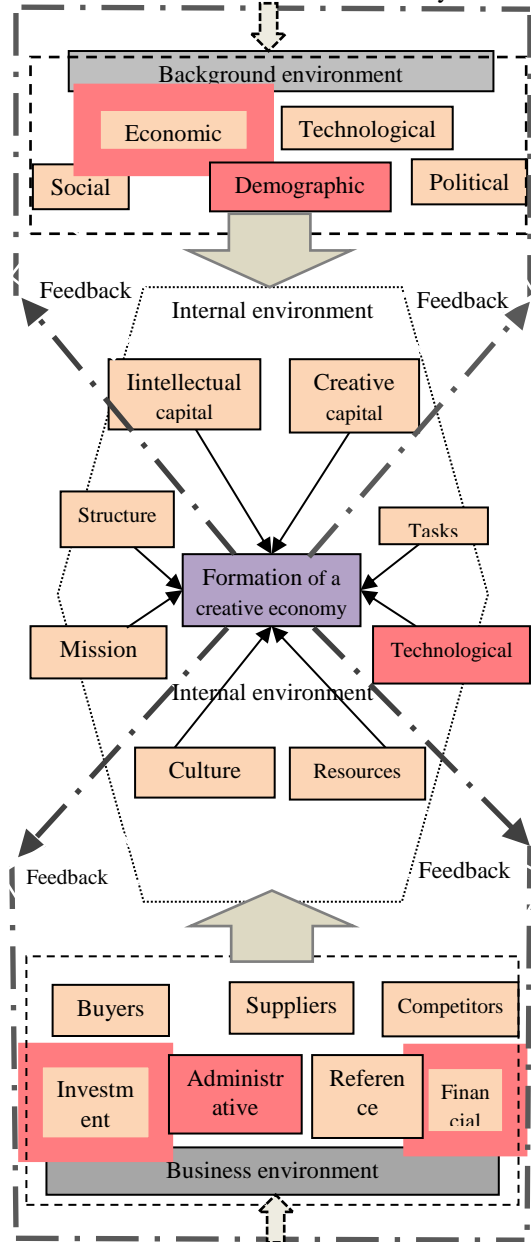 Background environment
Economic
Technological
Social
Demographic
Political
Feedback
Feedback
Internal environment
Iintellectual
capital
Creative
capital
Structure
Tasks
Formation of a
creative economy
Mission
Technological
Internal environment
Culture
Resources
Feedback
Feedback
Buyers
Suppliers
Competitors
Investm
ent
Administr
ative
Referen
ce
Finan
cial
Business environment